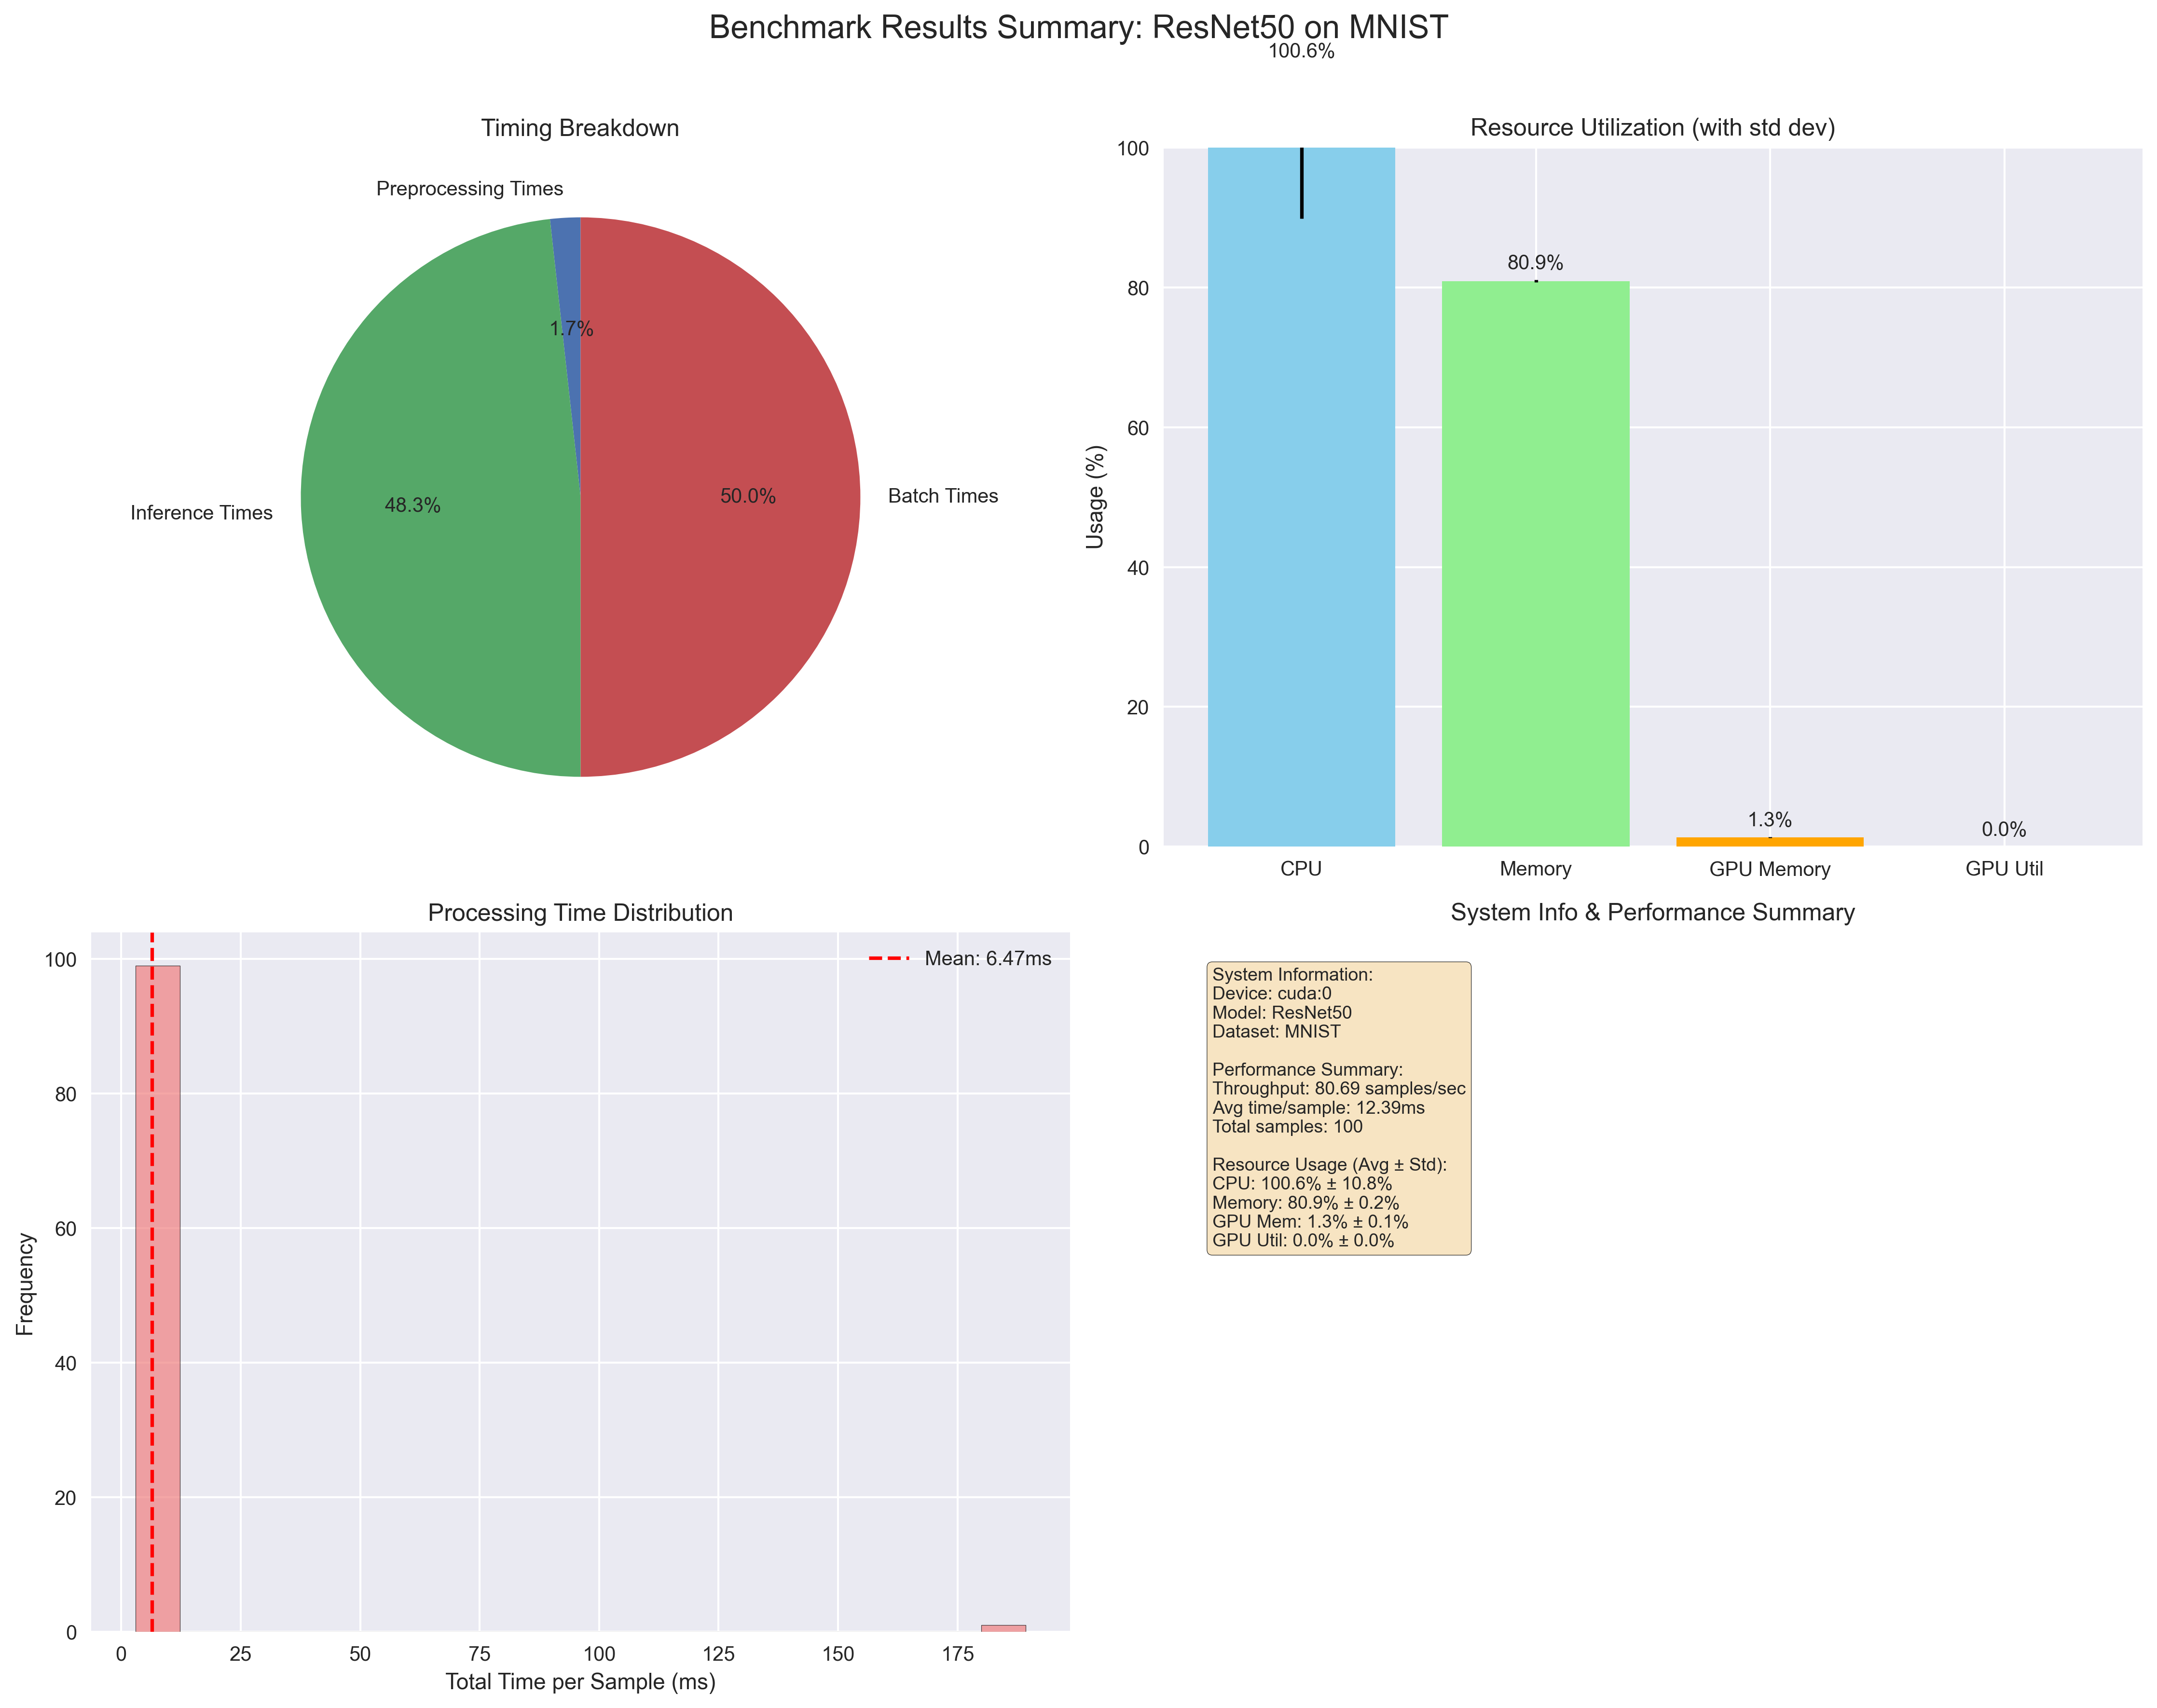 Benchmark Results Summary: ResNet50 on MNIST
Timing Breakdown
Preprocessing Times
1.7%
Inference Times
48.3%
50.0%
Batch Times
Resource Utilization (with std dev)
100.6%
80.9%
1.3%
0.0%
100
80
60
40
20
0
Usage (%)
CPU
Memory
GPU Memory
GPU Util
Processing Time Distribution
Mean: 6.47ms
100
80
60
40
20
0
Frequency
0
25
50
75
100
125
150
175
Total Time per Sample (ms)
System Info & Performance Summary
System Information:
Device: cuda:0
Model: ResNet50
Dataset: MNIST
Performance Summary:
Throughput: 80.69 samples/sec
Avg time/sample: 12.39ms
Total samples: 100
Resource Usage (Avg ± Std):
CPU: 100.6% ± 10.8%
Memory: 80.9% ± 0.2%
GPU Mem: 1.3% ± 0.1%
GPU Util: 0.0% ± 0.0%